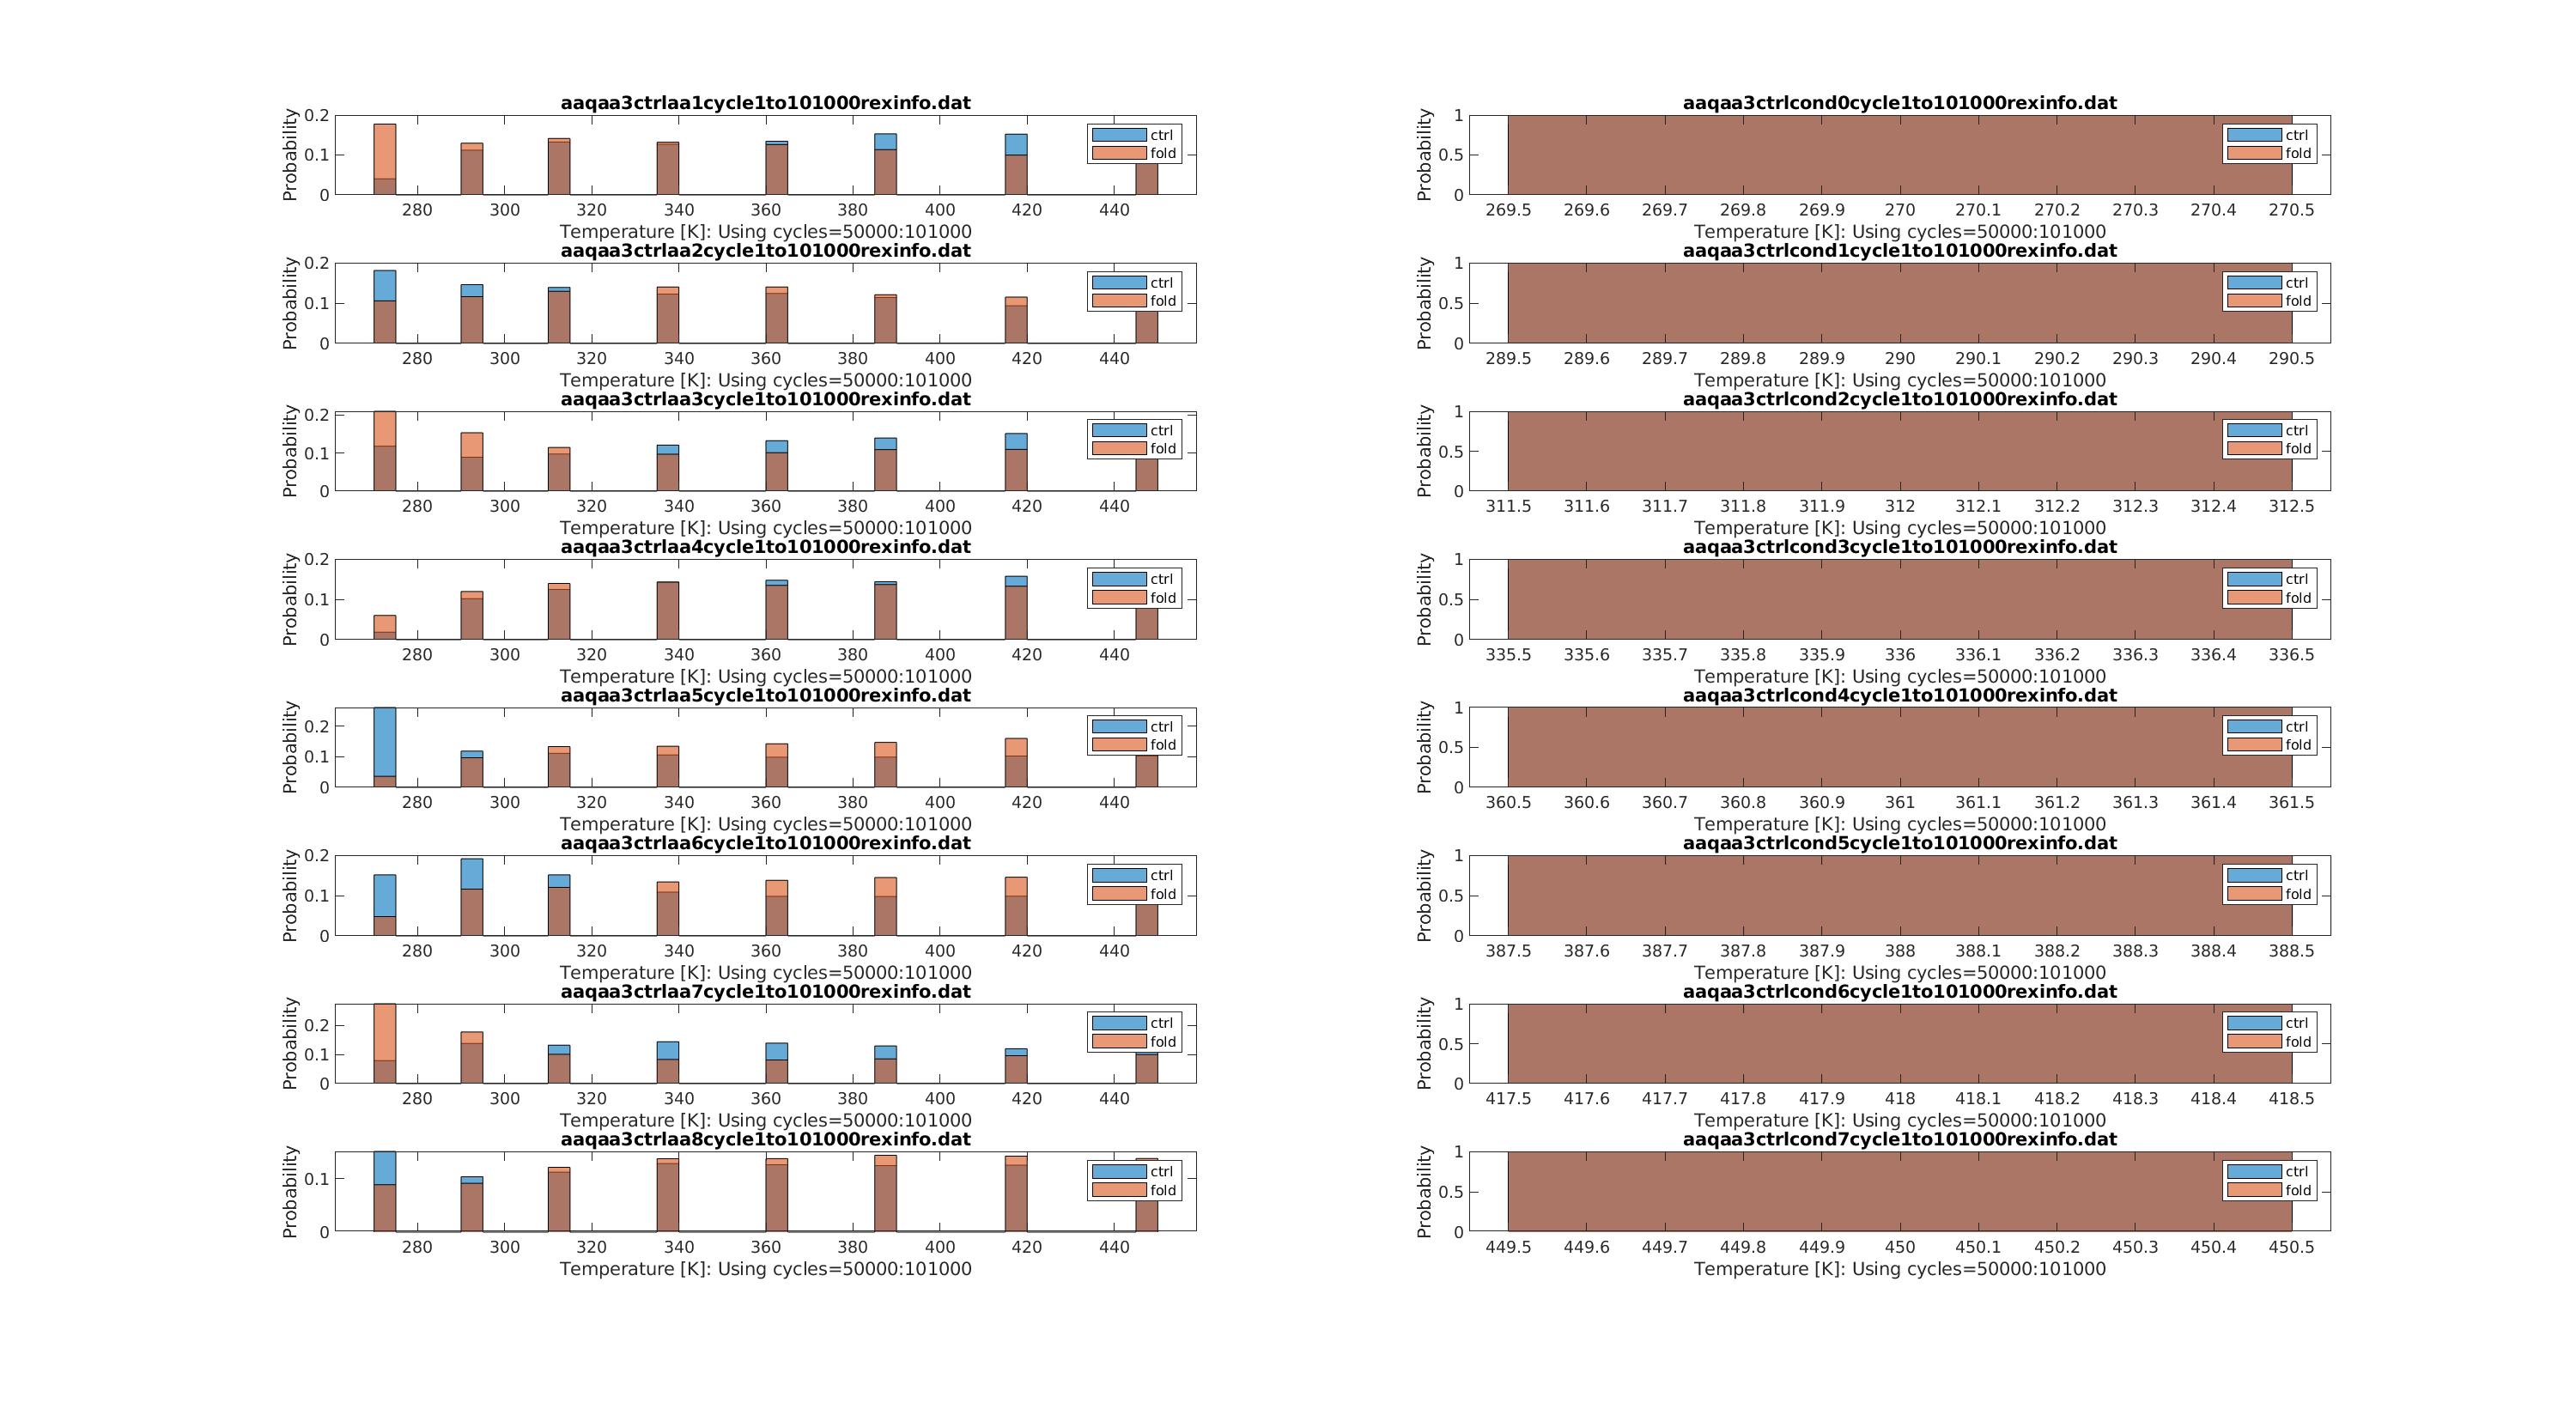 aaqaa3ctrlaa1cycle1to101000rexinfo.dat
Probability
0.2
0.1
0
ctrl
fold
280 300 320 340 360 380 400 420 440
Temperature [K]: Using cycles=50000:101000
aaqaa3ctrlaa2cycle1to101000rexinfo.dat
Probability
0.2
0.1
0
ctrl
fold
280 300 320 340 360 380 400 420 440
Temperature [K]: Using cycles=50000:101000
aaqaa3ctrlaa3cycle1to101000rexinfo.dat
Probability
0.2
0.1
0
ctrl
fold
280 300 320 340 360 380 400 420 440
Temperature [K]: Using cycles=50000:101000
aaqaa3ctrlaa4cycle1to101000rexinfo.dat
Probability
0.2
0.1
0
ctrl
fold
280 300 320 340 360 380 400 420 440
Temperature [K]: Using cycles=50000:101000
aaqaa3ctrlaa5cycle1to101000rexinfo.dat
Probability
0.2
0.1
0
ctrl
fold
280 300 320 340 360 380 400 420 440
Temperature [K]: Using cycles=50000:101000
aaqaa3ctrlaa6cycle1to101000rexinfo.dat
Probability
0.2
0.1
0
ctrl
fold
280 300 320 340 360 380 400 420 440
Temperature [K]: Using cycles=50000:101000
aaqaa3ctrlaa7cycle1to101000rexinfo.dat
Probability
0.2
0.1
0
ctrl
fold
280 300 320 340 360 380 400 420 440
Temperature [K]: Using cycles=50000:101000
aaqaa3ctrlaa8cycle1to101000rexinfo.dat
Probability
0.1
0
ctrl
fold
280 300 320 340 360 380 400 420 440
Temperature [K]: Using cycles=50000:101000
aaqaa3ctrlcond0cycle1to101000rexinfo.dat
Probability
1
0.5
0
ctrl
fold
269.5 269.6 269.7 269.8 269.9 270 270.1 270.2 270.3 270.4 270.5
Temperature [K]: Using cycles=50000:101000
aaqaa3ctrlcond1cycle1to101000rexinfo.dat
Probability
1
0.5
0
ctrl
fold
289.5 289.6 289.7 289.8 289.9 290 290.1 290.2 290.3 290.4 290.5
Temperature [K]: Using cycles=50000:101000
aaqaa3ctrlcond2cycle1to101000rexinfo.dat
Probability
1
0.5
0
ctrl
fold
311.5 311.6 311.7 311.8 311.9 312 312.1 312.2 312.3 312.4 312.5
Temperature [K]: Using cycles=50000:101000
aaqaa3ctrlcond3cycle1to101000rexinfo.dat
Probability
1
0.5
0
ctrl
fold
335.5 335.6 335.7 335.8 335.9 336 336.1 336.2 336.3 336.4 336.5
Temperature [K]: Using cycles=50000:101000
aaqaa3ctrlcond4cycle1to101000rexinfo.dat
Probability
1
0.5
0
ctrl
fold
360.5 360.6 360.7 360.8 360.9 361 361.1 361.2 361.3 361.4 361.5
Temperature [K]: Using cycles=50000:101000
aaqaa3ctrlcond5cycle1to101000rexinfo.dat
Probability
1
0.5
0
ctrl
fold
387.5 387.6 387.7 387.8 387.9 388 388.1 388.2 388.3 388.4 388.5
Temperature [K]: Using cycles=50000:101000
aaqaa3ctrlcond6cycle1to101000rexinfo.dat
Probability
1
0.5
0
ctrl
fold
417.5 417.6 417.7 417.8 417.9 418 418.1 418.2 418.3 418.4 418.5
Temperature [K]: Using cycles=50000:101000
aaqaa3ctrlcond7cycle1to101000rexinfo.dat
Probability
1
0.5
0
ctrl
fold
449.5 449.6 449.7 449.8 449.9 450 450.1 450.2 450.3 450.4 450.5
Temperature [K]: Using cycles=50000:101000